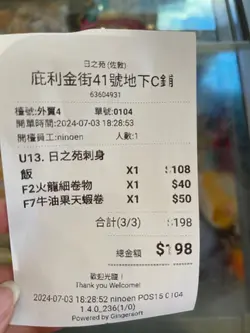 日之苑 (佐敦)
庇利金街41號地下C鋪
63604931
檯號:外賣4 單號:0104
開單時間:2024-07-03 18:28:53
開檯員工:ninoen 人數:1
U13. 日之苑刺身飯 X1 $108
F2火龍細卷物 X1 $40
F7牛油果天蝦卷 X1 $50
合計(3/3) $198
總金額 $198
歡迎光臨!
Thank you Welcome!
2024-07-03 18:28:52 ninoen POS15 0104
1.4.0_236(1/0)
Powered by Gingersoft